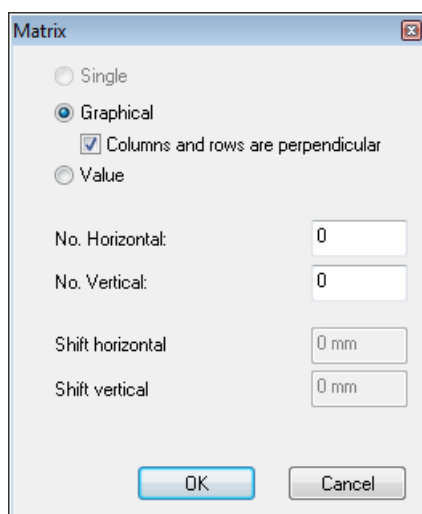 Matrix
Single
Graphical
Columns and rows are perpendicular
Value
No. Horizontal: 0
No. Vertical: 0
Shift horizontal 0 mm
Shift vertical 0 mm
OK Cancel